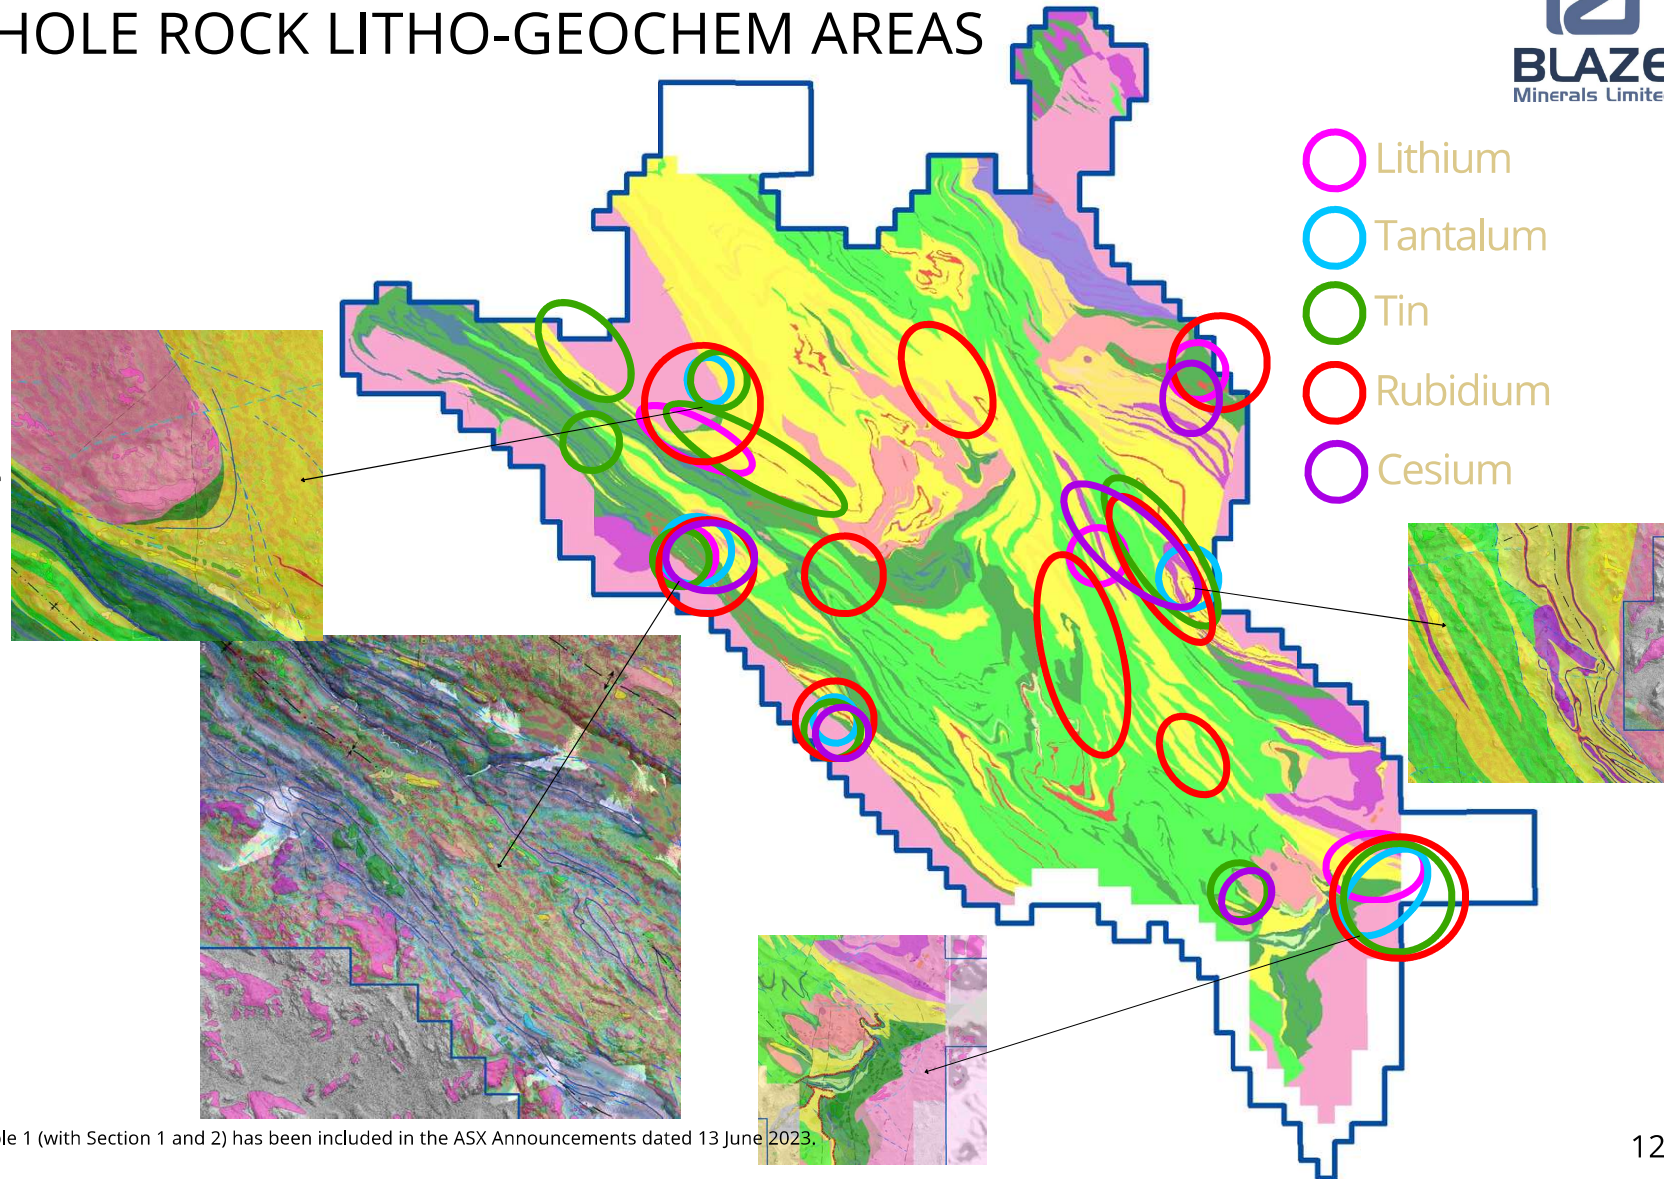 HOLE ROCK LITHO-GEOCHEM AREAS
BLAZE
Minerals Limite
Lithium
Tantalum
Tin
Rubidium
Cesium
le 1 (with Section 1 and 2) has been included in the ASX Announcements dated 13 June 2023.
12